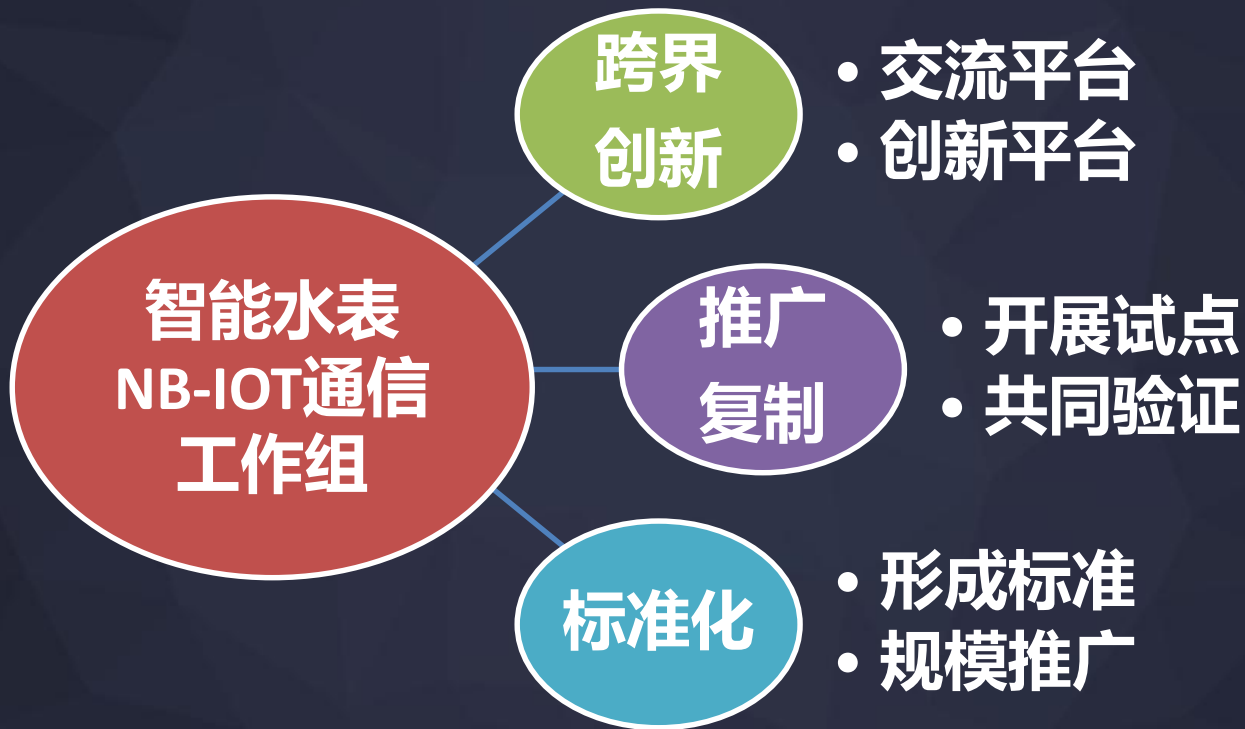 跨界
创新
• 交流平台
• 创新平台
智能水表
NB-IOT通信
工作组
推广
复制
• 开展试点
• 共同验证
标准化
• 形成标准
• 规模推广